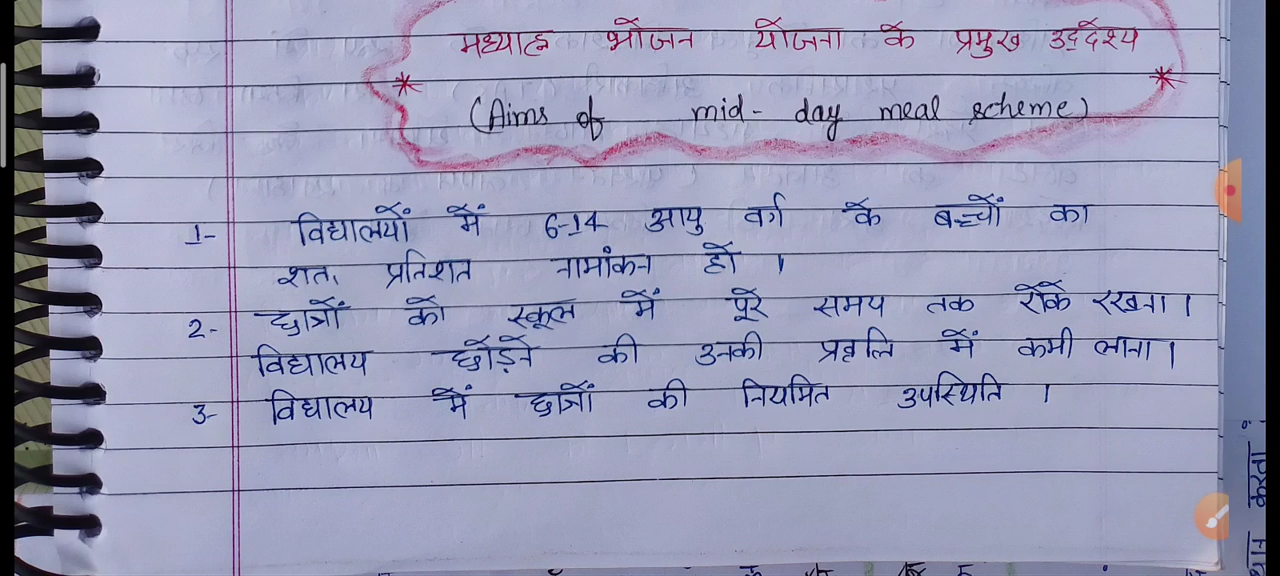 मध्याह्न भोजन योजना के प्रमुख उद्देश्य
(Aims of mid-day meal scheme)
1- विद्यालयों में 6-14 आयु वर्ग के बच्चों का
शत. प्रतिशत नामांकन हो ।
2- छात्रों को स्कूल में पूरे समय तक रोके रखना ।
विद्यालय छोड़ने की उनकी प्रवृत्ति में कमी लाना ।
3- विद्यालय में छात्रों की नियमित उपस्थिति ।
करता